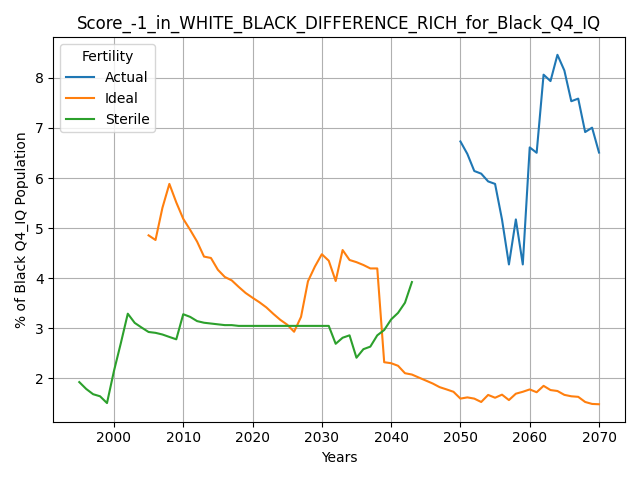 Score_-1_in_WHITE_BLACK_DIFFERENCE_RICH_for_Black_Q4_IQ
Fertility
Actual
Ideal
Sterile
% of Black Q4_IQ Population
8
7
6
5
4
3
2
2000 2010 2020 2030 2040 2050 2060 2070
Years